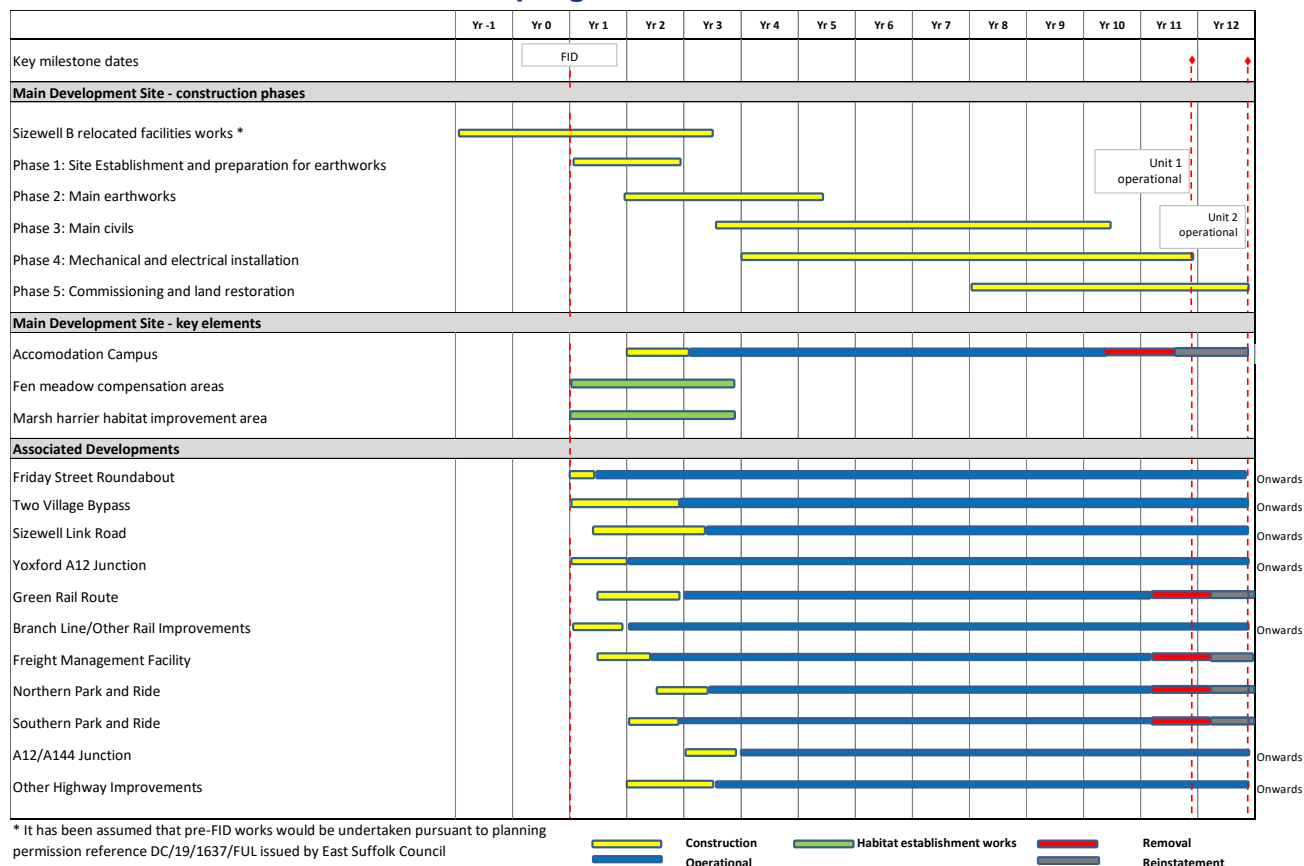 Yr -1 Yr 0 Yr 1 Yr 2 Yr 3 Yr 4 Yr 5 Yr 6 Yr 7 Yr 8 Yr 9 Yr 10 Yr 11 Yr 12
Key milestone dates
FID
Main Development Site - construction phases
Sizewell B relocated facilities works *
Phase 1: Site Establishment and preparation for earthworks
Unit 1
operational
Phase 2: Main earthworks
Phase 3: Main civils
Unit 2
operational
Phase 4: Mechanical and electrical installation
Phase 5: Commissioning and land restoration
Main Development Site - key elements
Accomodation Campus
Fen meadow compensation areas
Marsh harrier habitat improvement area
Associated Developments
Friday Street Roundabout Onwards
Two Village Bypass Onwards
Sizewell Link Road Onwards
Yoxford A12 Junction Onwards
Green Rail Route
Branch Line/Other Rail Improvements Onwards
Freight Management Facility
Northern Park and Ride
Southern Park and Ride
A12/A144 Junction Onwards
Other Highway Improvements Onwards
* It has been assumed that pre-FID works would be undertaken pursuant to planning
permission reference DC/19/1637/FUL issued by East Suffolk Council
Construction Habitat establishment works Removal
Operational Reinstatement